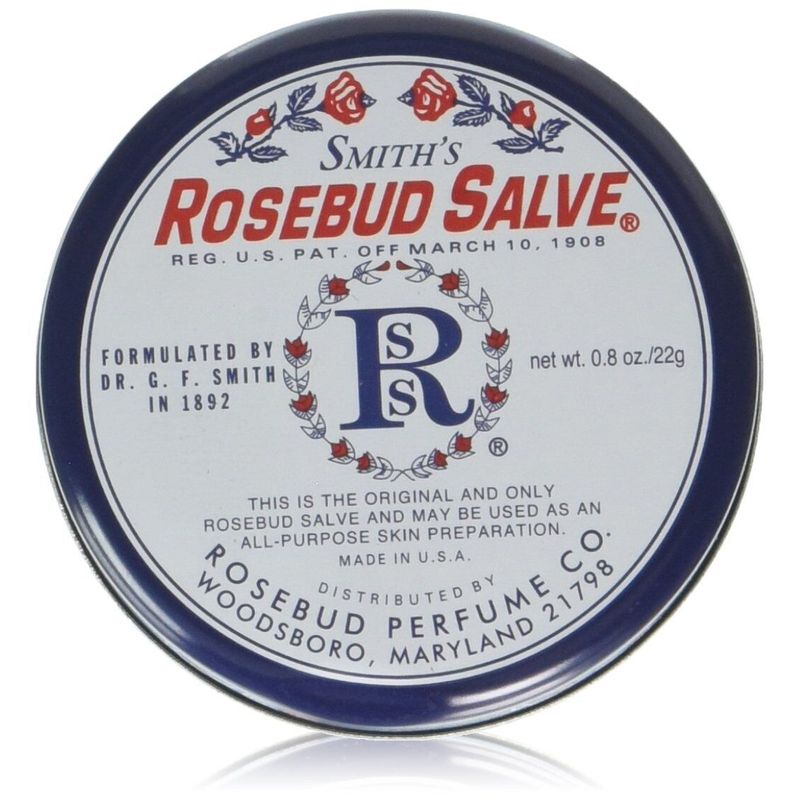 SMITH'S
ROSEBUD SALVE®
REG. U.S. PAT. OFF MARCH 10, 1908
FORMULATED BY
DR. G. F. SMITH
IN 1892
RSS
®
net wt. 0.8 oz./22g
THIS IS THE ORIGINAL AND ONLY
ROSEBUD SALVE AND MAY BE USED AS AN
ALL-PURPOSE SKIN PREPARATION.
MADE IN U.S.A.
DISTRIBUTED BY
ROSEBUD PERFUME CO.
WOODSBORO, MARYLAND 21798